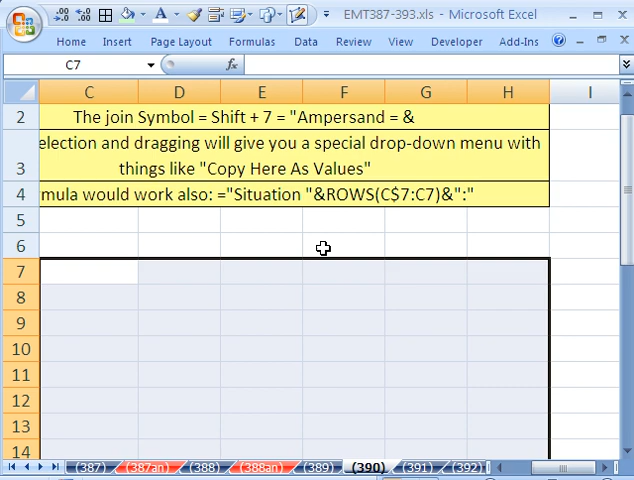 EMT387-393.xls - Microsoft Excel
Home Insert Page Layout Formulas Data Review View Developer Add-Ins
C7 fx
C D E F G H I
2 The join Symbol = Shift + 7 = "Ampersand = &
election and dragging will give you a special drop-down menu with
3 things like "Copy Here As Values"
4 mula would work also: ="Situation "&ROWS(C$7:C7)&":"
5
6
7
8
9
10
11
12
13
14
(387) (387an) (388) (388an) (389) (390) (391) (392)